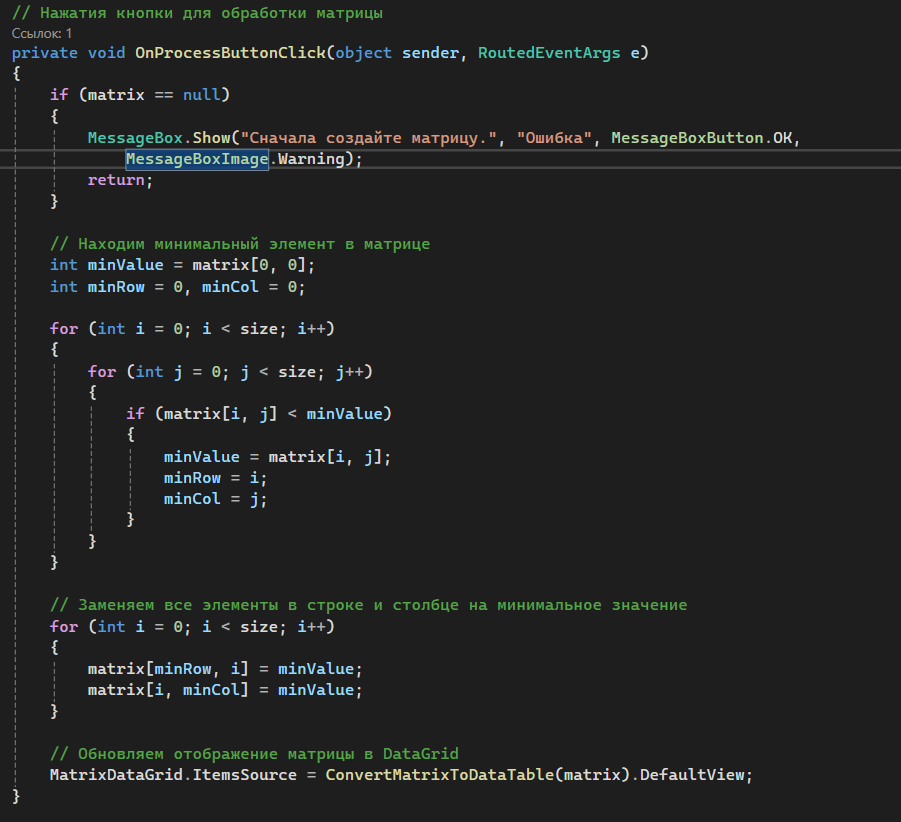 // Нажатия кнопки для обработки матрицы
Ссылок: 1
private void OnProcessButtonClick(object sender, RoutedEventArgs e)
{
    if (matrix == null)
    {
        MessageBox.Show("Сначала создайте матрицу.", "Ошибка", MessageBoxButton.OK,
            MessageBoxImage.Warning);
        return;
    }

    // Находим минимальный элемент в матрице
    int minValue = matrix[0, 0];
    int minRow = 0, minCol = 0;

    for (int i = 0; i < size; i++)
    {
        for (int j = 0; j < size; j++)
        {
            if (matrix[i, j] < minValue)
            {
                minValue = matrix[i, j];
                minRow = i;
                minCol = j;
            }
        }
    }

    // Заменяем все элементы в строке и столбце на минимальное значение
    for (int i = 0; i < size; i++)
    {
        matrix[minRow, i] = minValue;
        matrix[i, minCol] = minValue;
    }

    // Обновляем отображение матрицы в DataGrid
    MatrixDataGrid.ItemsSource = ConvertMatrixToDataTable(matrix).DefaultView;
}